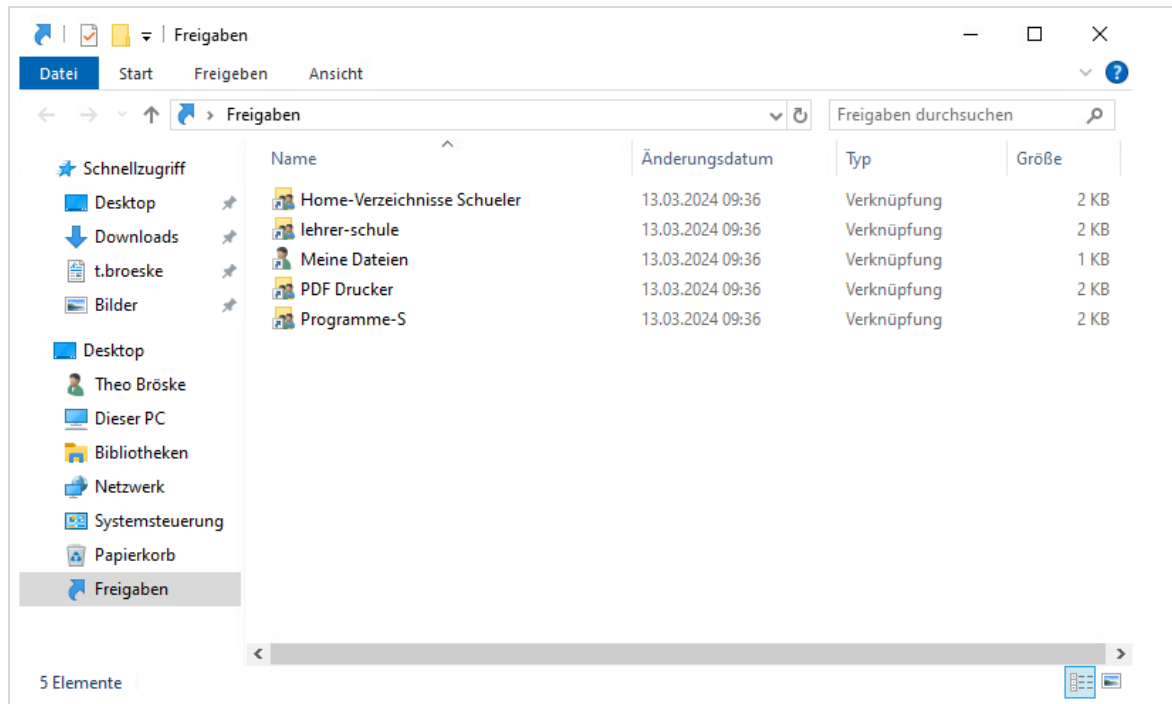 Freigaben
Datei Start Freigeben Ansicht
Freigaben Freigaben durchsuchen
Name Änderungsdatum Typ Größe
Schnellzugriff
Desktop
Downloads
t.broeske
Bilder
Desktop
Theo Bröske
Dieser PC
Bibliotheken
Netzwerk
Systemsteuerung
Papierkorb
Freigaben
Home-Verzeichnisse Schueler 13.03.2024 09:36 Verknüpfung 2 KB
lehrer-schule 13.03.2024 09:36 Verknüpfung 2 KB
Meine Dateien 13.03.2024 09:36 Verknüpfung 1 KB
PDF Drucker 13.03.2024 09:36 Verknüpfung 2 KB
Programme-S 13.03.2024 09:36 Verknüpfung 2 KB
5 Elemente